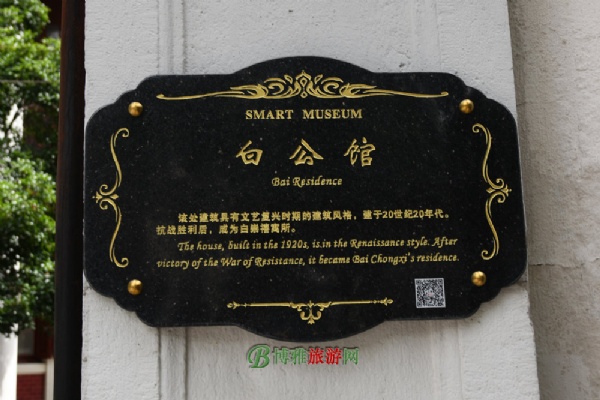 SMART MUSEUM
白公馆
Bai Residence
该处建筑具有文艺复兴时期的建筑风格，建于20世纪20年代。
抗战胜利后，成为白崇禧寓所。
The house, built in the 1920s, is in the Renaissance style. After
victory of the War of Resistance, it became Bai Chongxi's residence.
博雅旅游网